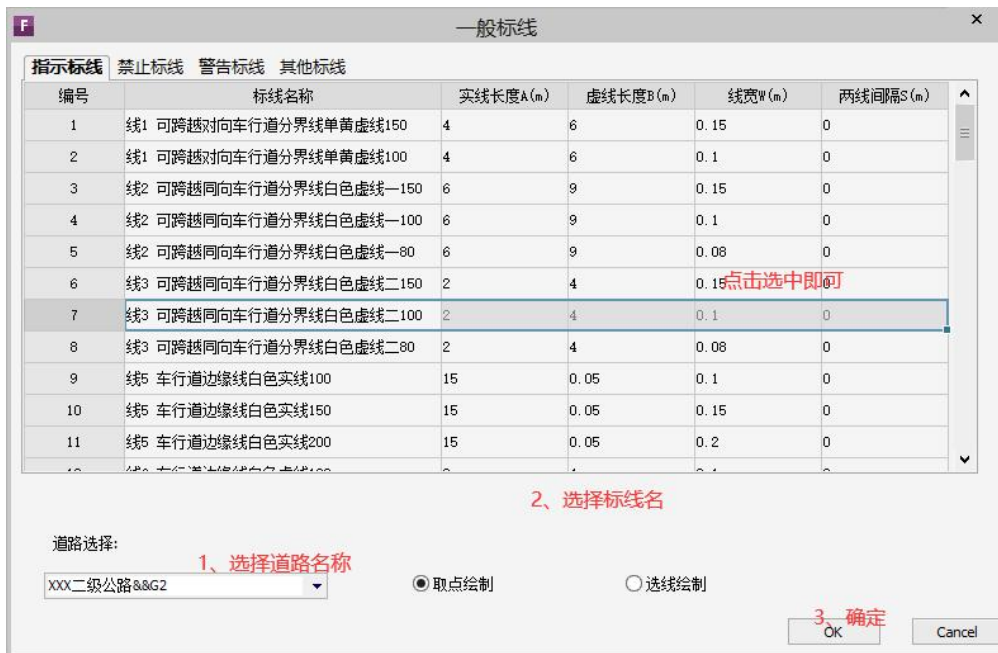 F 一般标线 ×
指示标线 禁止标线 警告标线 其他标线
编号 标线名称 实线长度A(m) 虚线长度B(m) 线宽W(m) 两线间隔S(m)
1 线1 可跨越对向车行道分界线单黄虚线150 4 6 0.15 0
2 线1 可跨越对向车行道分界线单黄虚线100 4 6 0.1 0
3 线2 可跨越同向车行道分界线白色虚线一150 6 9 0.15 0
4 线2 可跨越同向车行道分界线白色虚线一100 6 9 0.1 0
5 线2 可跨越同向车行道分界线白色虚线一80 6 9 0.08 0
6 线3 可跨越同向车行道分界线白色虚线二150 2 4 0.15 0
点击选中即可
7 线3 可跨越同向车行道分界线白色虚线二100 2 4 0.1 0
8 线3 可跨越同向车行道分界线白色虚线二80 2 4 0.08 0
9 线5 车行道边缘线白色实线100 15 0.05 0.1 0
10 线5 车行道边缘线白色实线150 15 0.05 0.15 0
11 线5 车行道边缘线白色实线200 15 0.05 0.2 0
2、选择标线名
道路选择:
1、选择道路名称
XXX二级公路&&G2 取点绘制 选线绘制
3、确定
OK Cancel